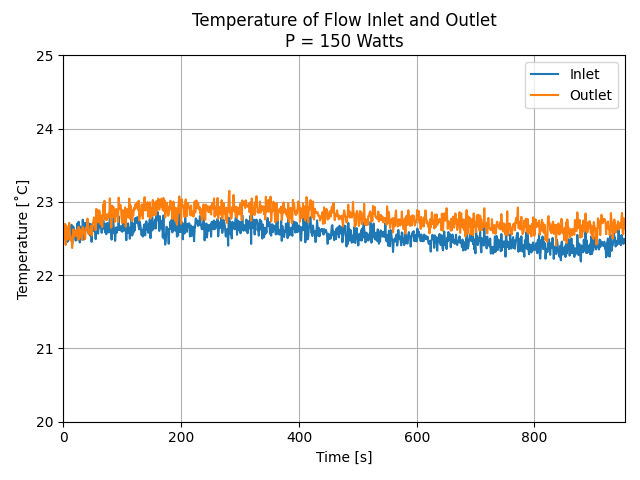 Temperature of Flow Inlet and Outlet
P = 150 Watts
Inlet
Outlet
25
24
23
22
21
20
Temperature [˚C]
0 200 400 600 800
Time [s]